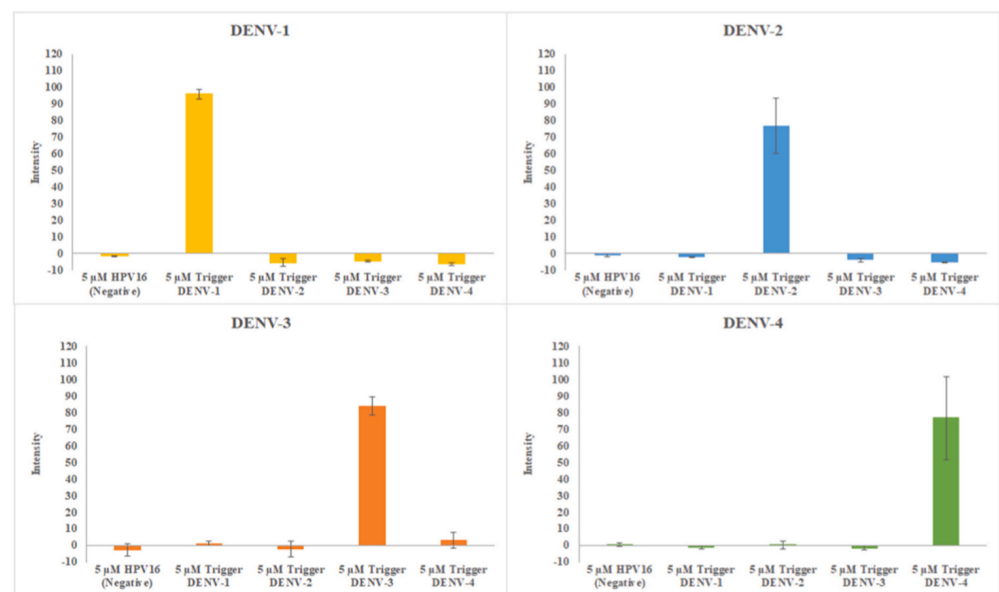 DENV-1
120
110
100
90
80
70
60
50
40
30
20
10
0
-10
Intensity
5 µM HPV16 (Negative)
5 µM Trigger DENV-1
5 µM Trigger DENV-2
5 µM Trigger DENV-3
5 µM Trigger DENV-4
DENV-2
120
110
100
90
80
70
60
50
40
30
20
10
0
-10
Intensity
5 µM HPV16 (Negative)
5 µM Trigger DENV-1
5 µM Trigger DENV-2
5 µM Trigger DENV-3
5 µM Trigger DENV-4
DENV-3
120
110
100
90
80
70
60
50
40
30
20
10
0
-10
Intensity
5 µM HPV16 (Negative)
5 µM Trigger DENV-1
5 µM Trigger DENV-2
5 µM Trigger DENV-3
5 µM Trigger DENV-4
DENV-4
120
110
100
90
80
70
60
50
40
30
20
10
0
-10
Intensity
5 µM HPV16 (Negative)
5 µM Trigger DENV-1
5 µM Trigger DENV-2
5 µM Trigger DENV-3
5 µM Trigger DENV-4